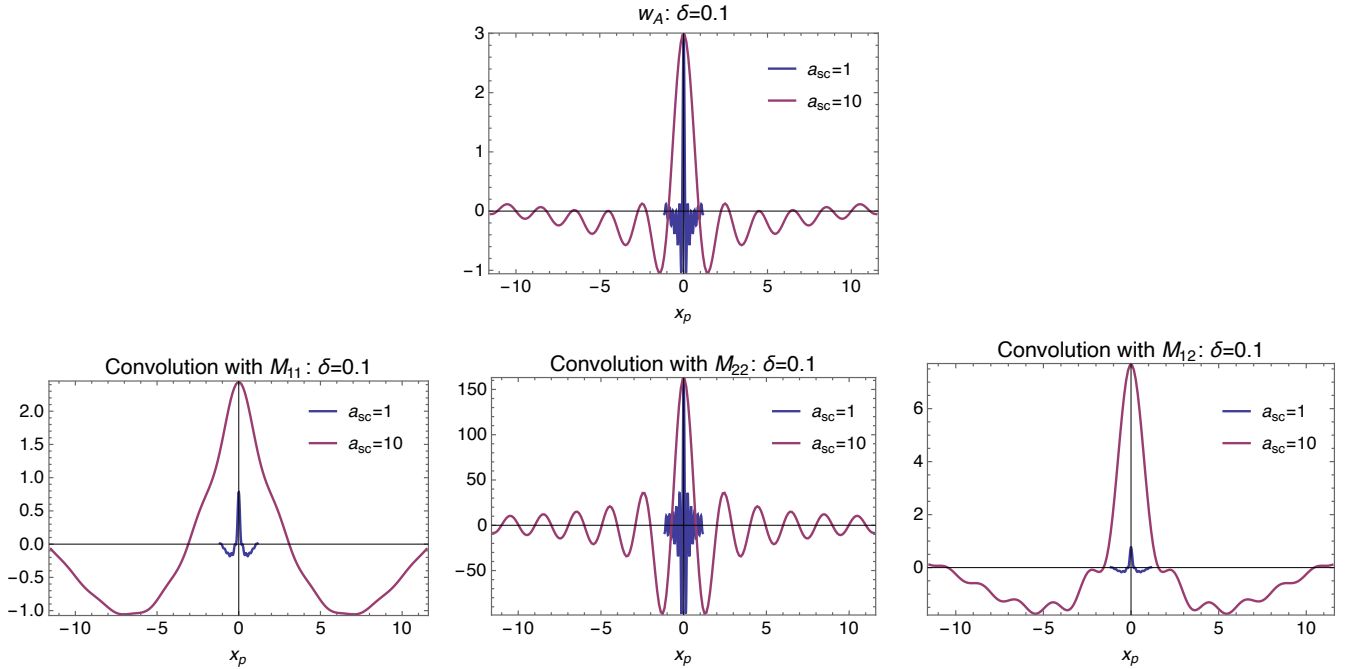 w_A: δ=0.1
3
2
1
0
−1
a_sc=1
a_sc=10
−10 −5 0 5 10
x_p
Convolution with M_11: δ=0.1
2.0
1.5
1.0
0.5
0.0
−0.5
−1.0
a_sc=1
a_sc=10
−10 −5 0 5 10
x_p
Convolution with M_22: δ=0.1
150
100
50
0
−50
a_sc=1
a_sc=10
−10 −5 0 5 10
x_p
Convolution with M_12: δ=0.1
6
4
2
0
a_sc=1
a_sc=10
−10 −5 0 5 10
x_p